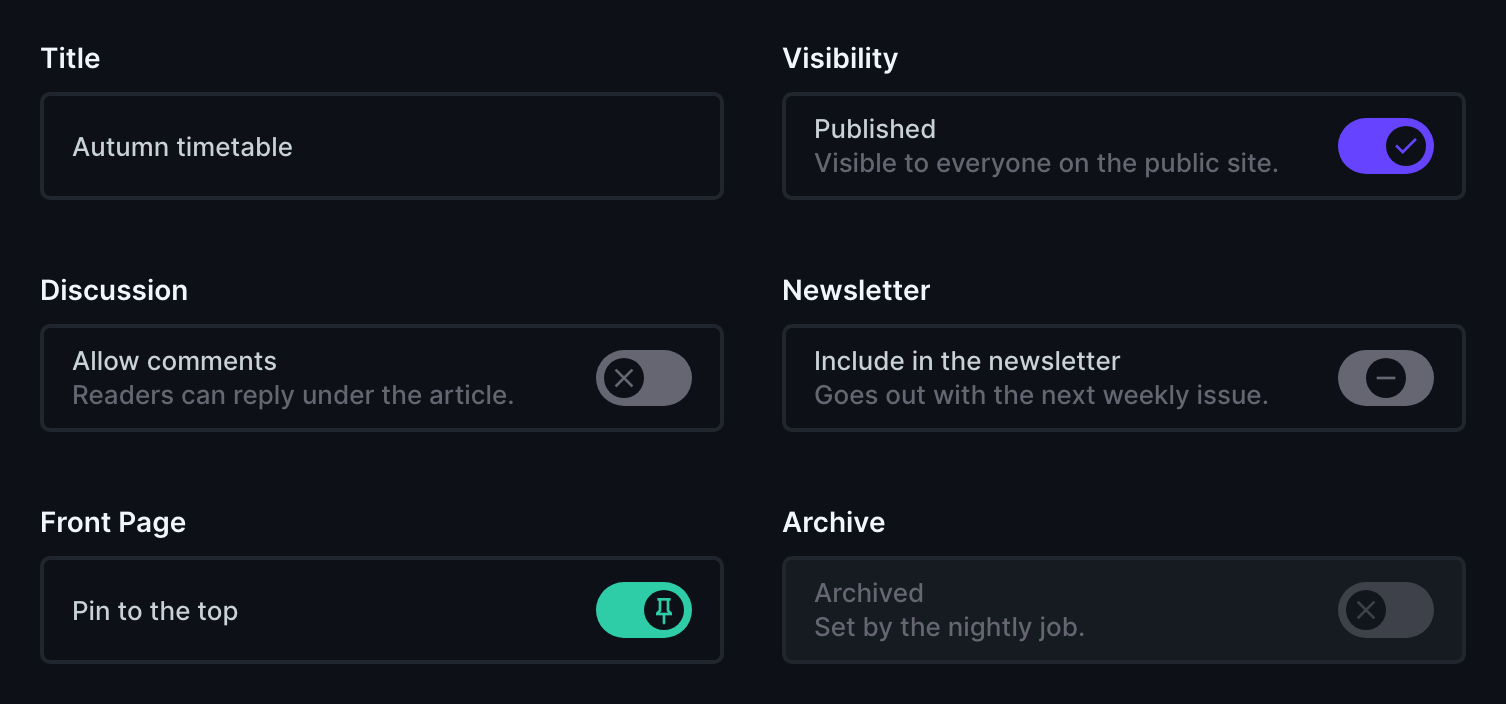 Title
Autumn timetable
Visibility
Published
Visible to everyone on the public site.
Discussion
Allow comments
Readers can reply under the article.
Newsletter
Include in the newsletter
Goes out with the next weekly issue.
Front Page
Pin to the top
Archive
Archived
Set by the nightly job.